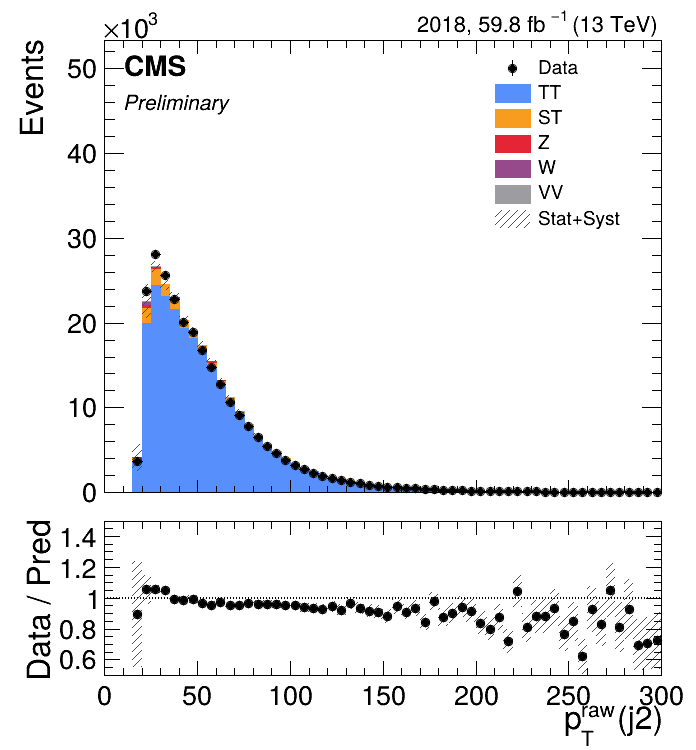 ×10³
2018, 59.8 fb⁻¹ (13 TeV)
Events
CMS
Preliminary
Data
TT
ST
Z
W
VV
Stat+Syst
50
40
30
20
10
0
Data / Pred
1.4
1.2
1
0.8
0.6
0 50 100 150 200 250 300
p_T^raw(j2)